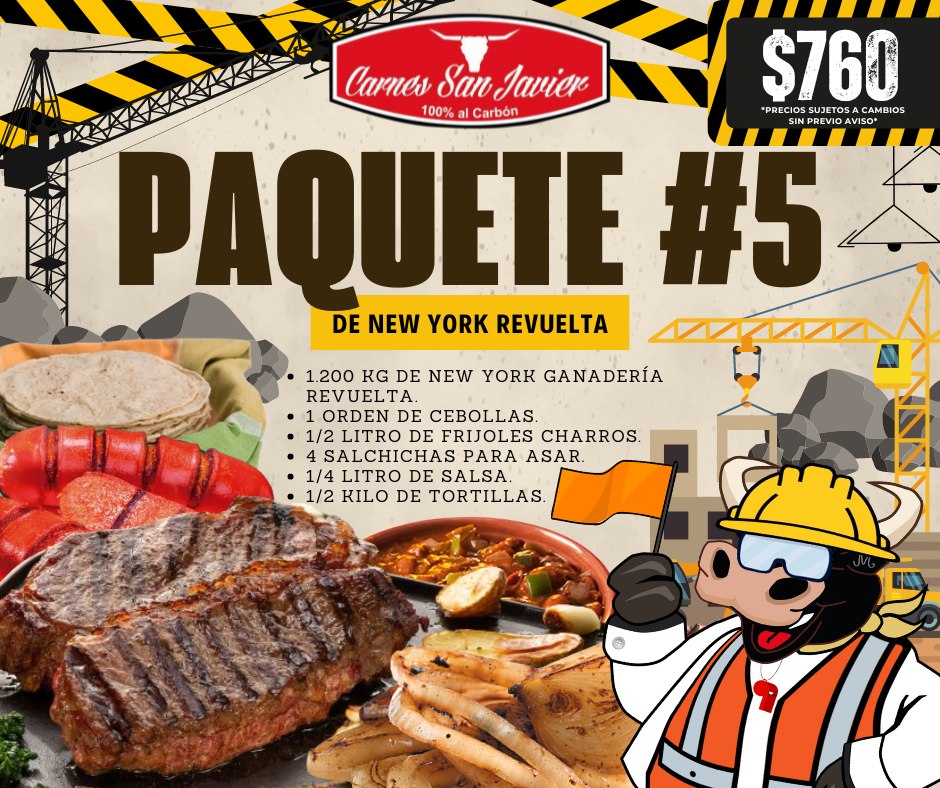 Carnes San Javier
100% al Carbón
$760
*PRECIOS SUJETOS A CAMBIOS
SIN PREVIO AVISO*
PAQUETE #5
DE NEW YORK REVUELTA
• 1.200 KG DE NEW YORK GANADERÍA
REVUELTA.
• 1 ORDEN DE CEBOLLAS.
• 1/2 LITRO DE FRIJOLES CHARROS.
• 4 SALCHICHAS PARA ASAR.
• 1/4 LITRO DE SALSA.
• 1/2 KILO DE TORTILLAS.